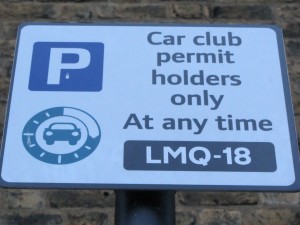 P
Car club
permit
holders
only
At any time
LMQ-18